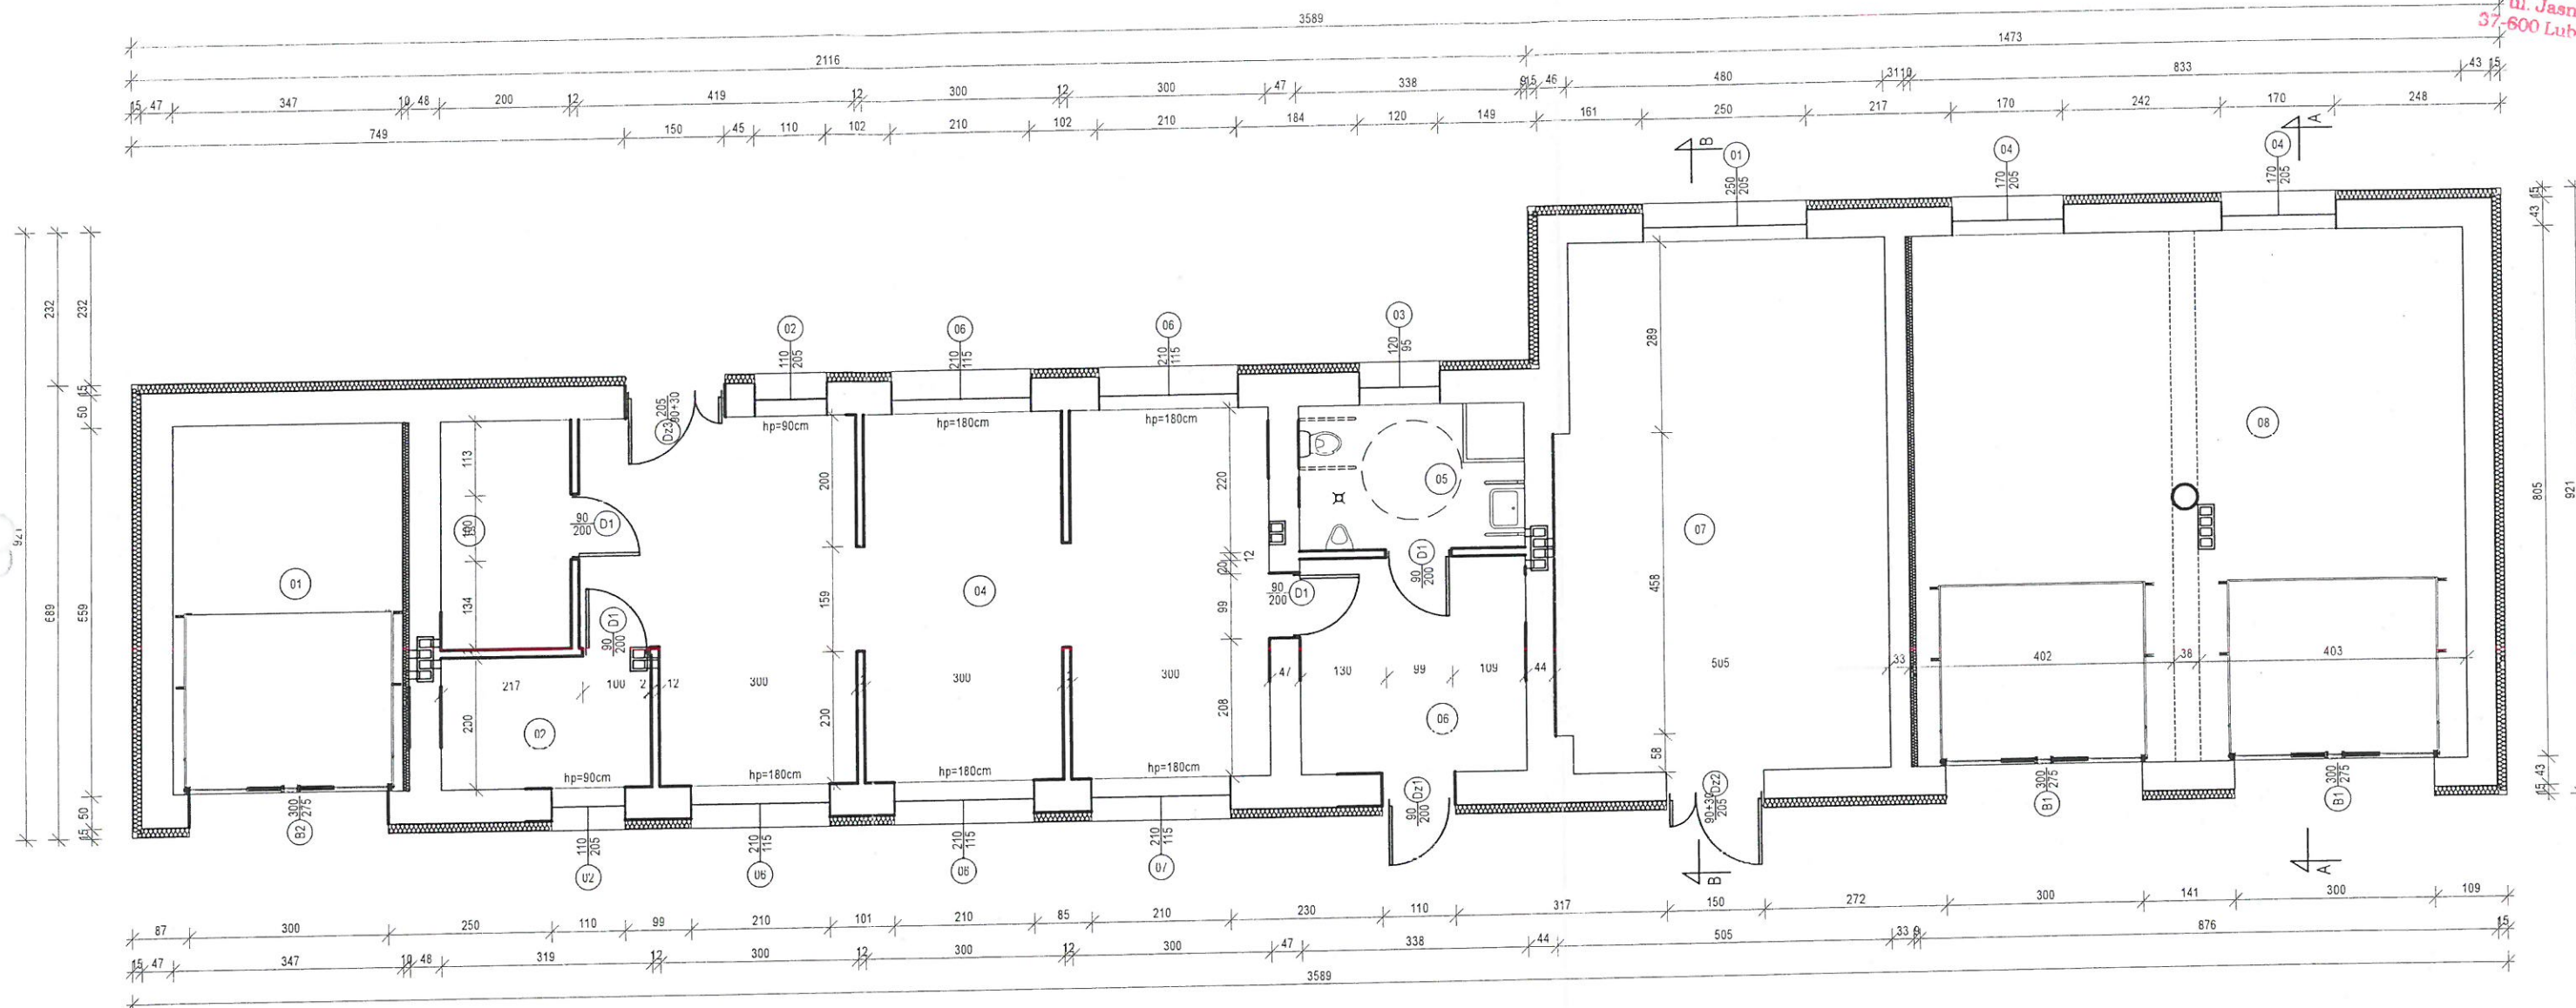 ul. Jasn
37-600 Lub
3589
2116 1473
15 47 347 10 48 200 12 419 12 300 12 300 47 338 15 46 480 31 10 833 43 15
749 150 45 110 102 210 102 210 184 120 149 161 250 217 170 242 170 248
B A
01 04 04
250 205 170 205 170 205
02 06 06 03
110 205 210 115 210 115 120 95
921 232 232 689 559 15 50 50 15
15 43 805 921 43 15
Dz3 205 90+30
hp=90cm hp=180cm hp=180cm
113 100 134 200 220 289
90 200 D1
01 04 05 07 08
159 12 20 99 458
90 200 D1
90 200 D1
90 200 D1
217 100 2 12 300 300 300 47 130 99 109 44 505 33 402 38 403
230 230 208 58
02 06
hp=90cm hp=180cm hp=180cm hp=180cm
300 275 B2
110 205 02
210 115 06
210 115 06
210 115 07
90 200 Dz1
90+30 205 Dz2
300 275 B1
300 275 B1
B A
87 300 250 110 99 210 101 210 85 210 230 110 317 150 272 300 141 300 109
15 47 347 10 48 319 12 300 12 300 12 300 47 338 44 505 33 9 876 15
3589